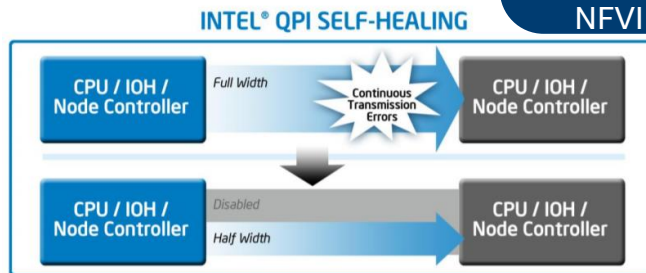 INTEL® QPI SELF-HEALING
NFVI
CPU / IOH /
Node Controller
Full Width
Continuous
Transmission
Errors
CPU / IOH /
Node Controller
CPU / IOH /
Node Controller
Disabled
Half Width
CPU / IOH /
Node Controller